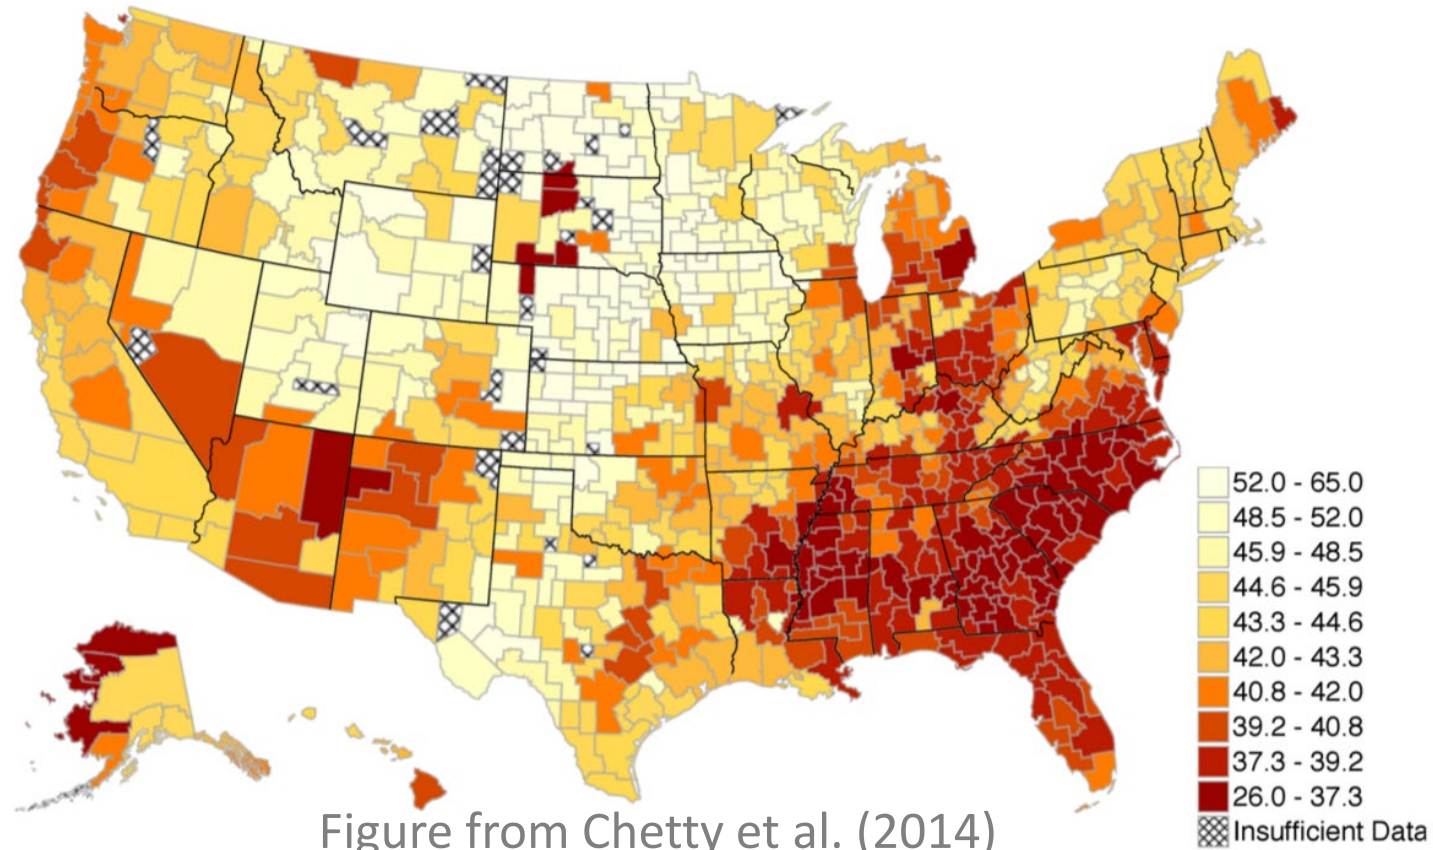 52.0 - 65.0
48.5 - 52.0
45.9 - 48.5
44.6 - 45.9
43.3 - 44.6
42.0 - 43.3
40.8 - 42.0
39.2 - 40.8
37.3 - 39.2
26.0 - 37.3
Insufficient Data
Figure from Chetty et al. (2014)